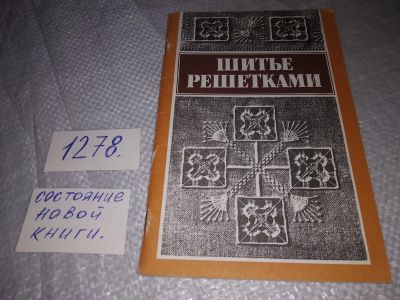 ШИТЬЕ
РЕШЕТКАМИ
1278.
СОСТОЯНИЕ
НОВОЙ
КНИГИ.